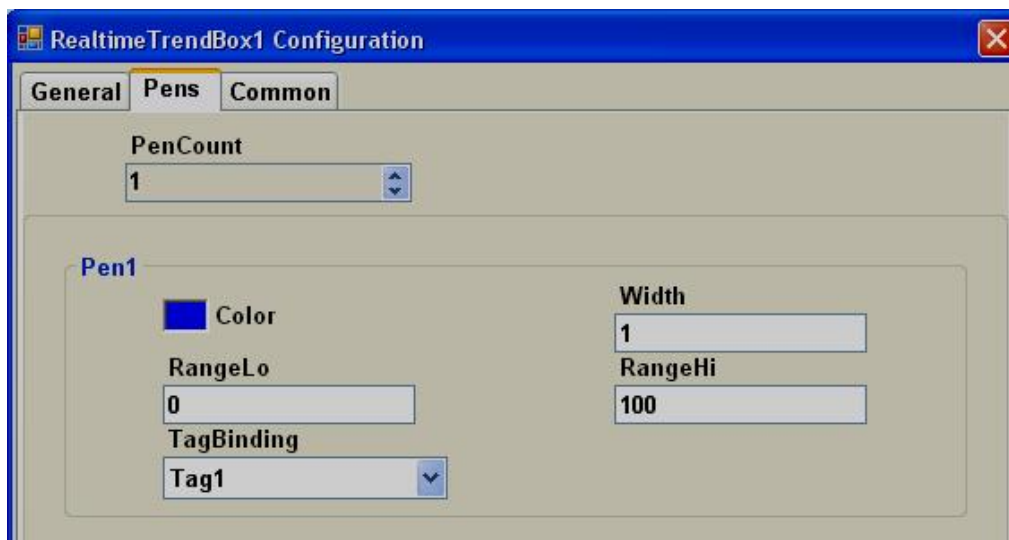 RealtimeTrendBox1 Configuration
General Pens Common
PenCount
1
Pen1
Color
Width
1
RangeLo
RangeHi
0
100
TagBinding
Tag1